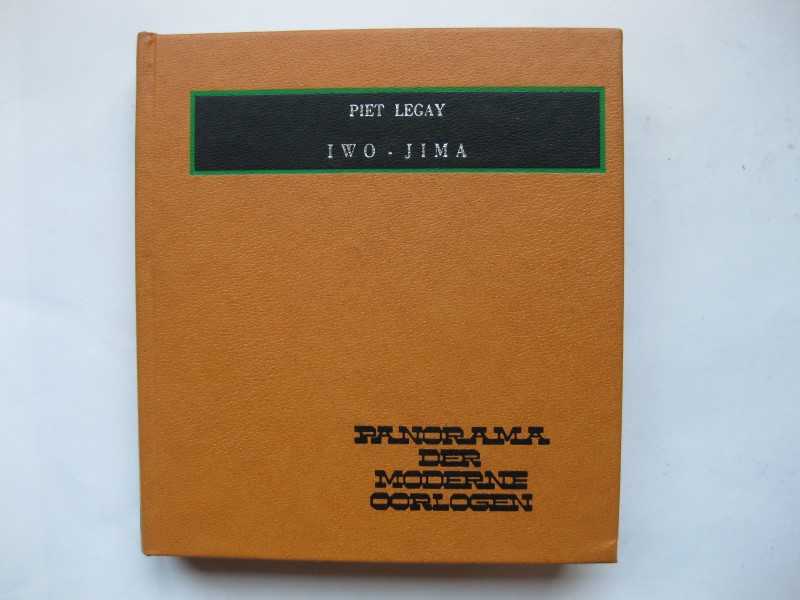 PIET LEGAY
IWO - JIMA
PANORAMA
DER
MODERNE
OORLOGEN